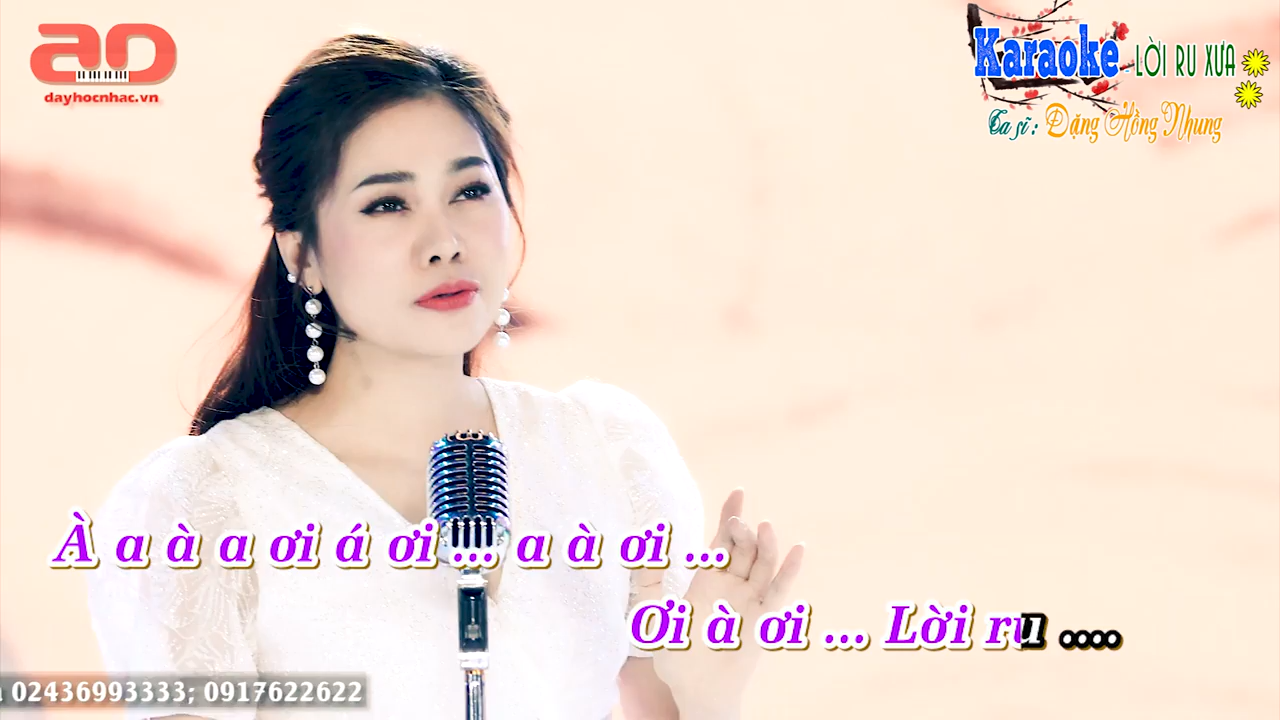 an
dayhocnhac.vn
Karaoke - LỜI RU XƯA
Ca sĩ : Đặng Hồng Nhung
À a à a ơi á ơi ... a à ơi ...
Ơi à ơi ... Lời ru ....
02436993333; 0917622622